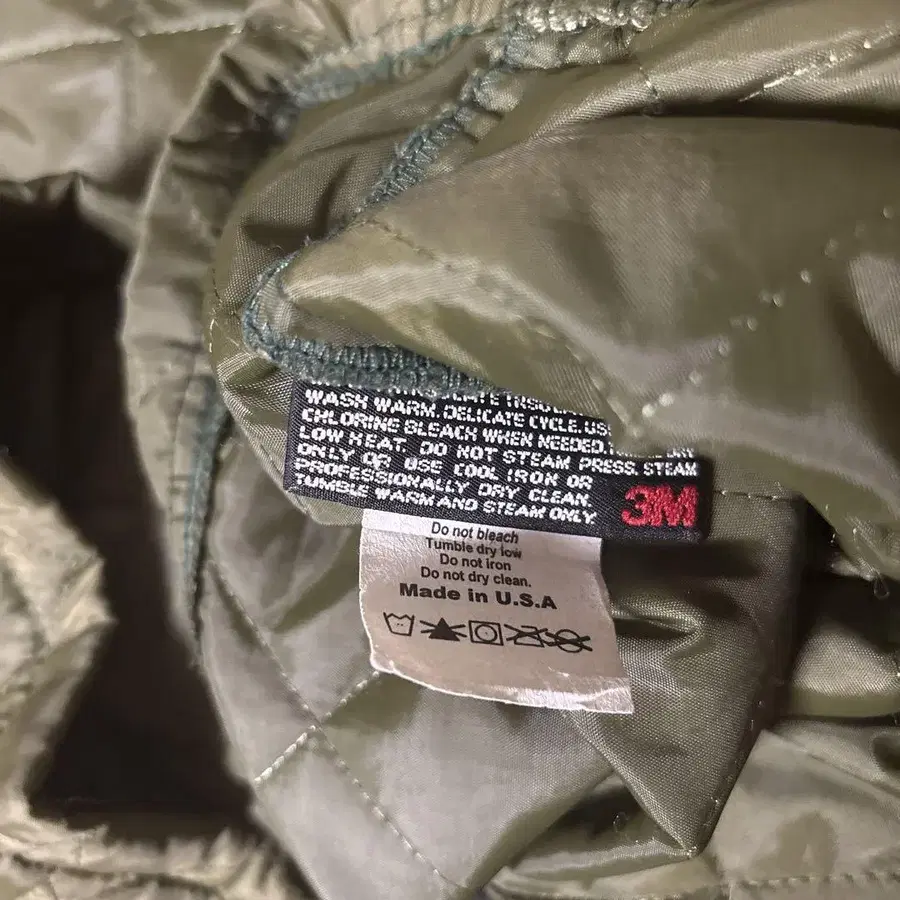 WASH WARM. DELICATE CYCLE. US
CHLORINE BLEACH WHEN NEEDED.
LOW HEAT. DO NOT STEAM PRESS. STEAM
ONLY OR USE COOL IRON OR
PROFESSIONALLY DRY CLEAN
TUMBLE WARM AND STEAM ONLY.
3M
Do not bleach
Tumble dry low
Do not iron
Do not dry clean.
Made in U.S.A